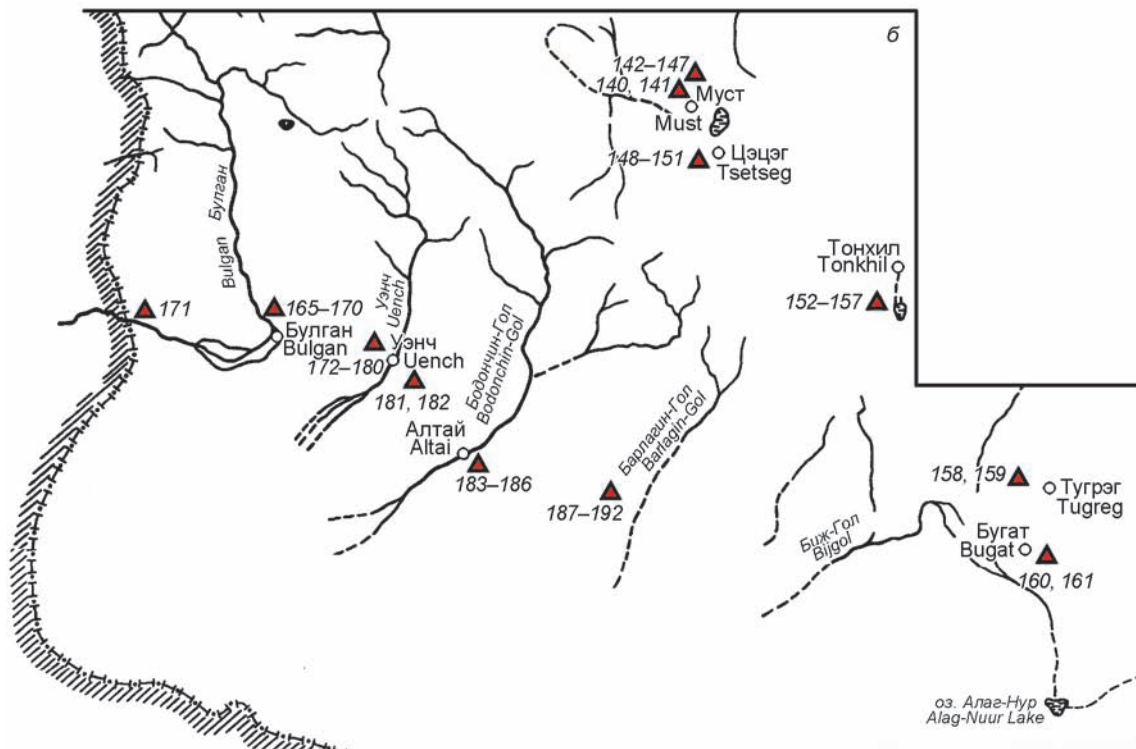 б
142–147
140, 141
Муст
Must
148–151
Цэцэг
Tsetseg
Тонхил
Tonkhil
152–157
Булган
Bulgan
171
165–170
Булган
Bulgan
Уэнч
Uench
172–180
Уэнч
Uench
181, 182
Бодончин-Гол
Bodonchin-Gol
Алтай
Altai
183–186
Барлагин-Гол
Barlagin-Gol
187–192
158, 159
Тугрэг
Tugreg
Биж-Гол
Bijgol
Бугат
Bugat
160, 161
оз. Алаг-Нур
Alag-Nuur Lake